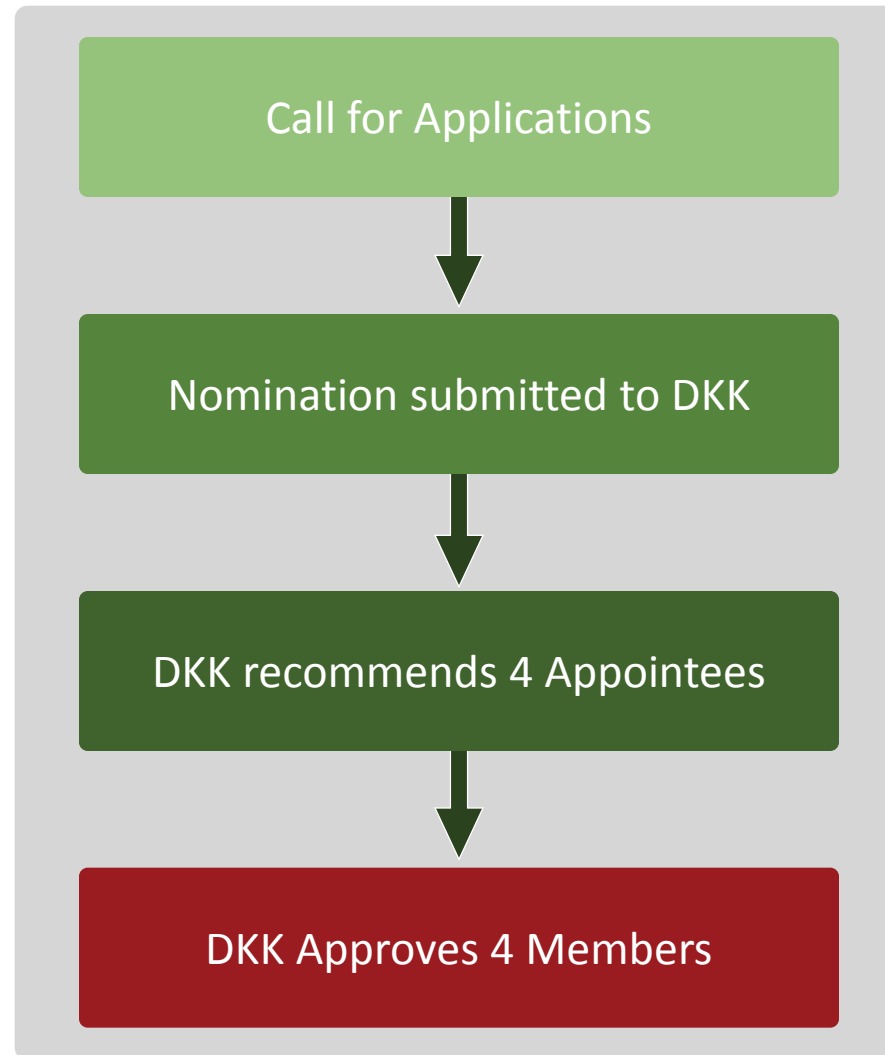 Call for Applications
Nomination submitted to DKK
DKK recommends 4 Appointees
DKK Approves 4 Members